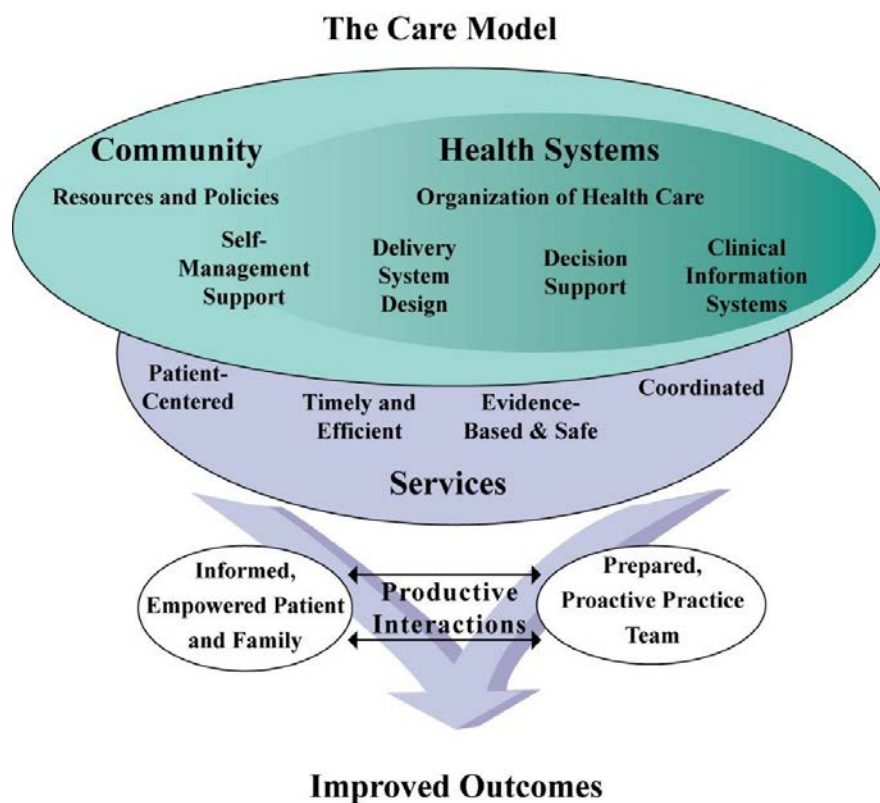 The Care Model
Community
Health Systems
Resources and Policies
Organization of Health Care
Self-
Management
Support
Delivery
System
Design
Decision
Support
Clinical
Information
Systems
Patient-
Centered
Timely and
Efficient
Evidence-
Based & Safe
Coordinated
Services
Informed,
Empowered Patient
and Family
Productive
Interactions
Prepared,
Proactive Practice
Team
Improved Outcomes